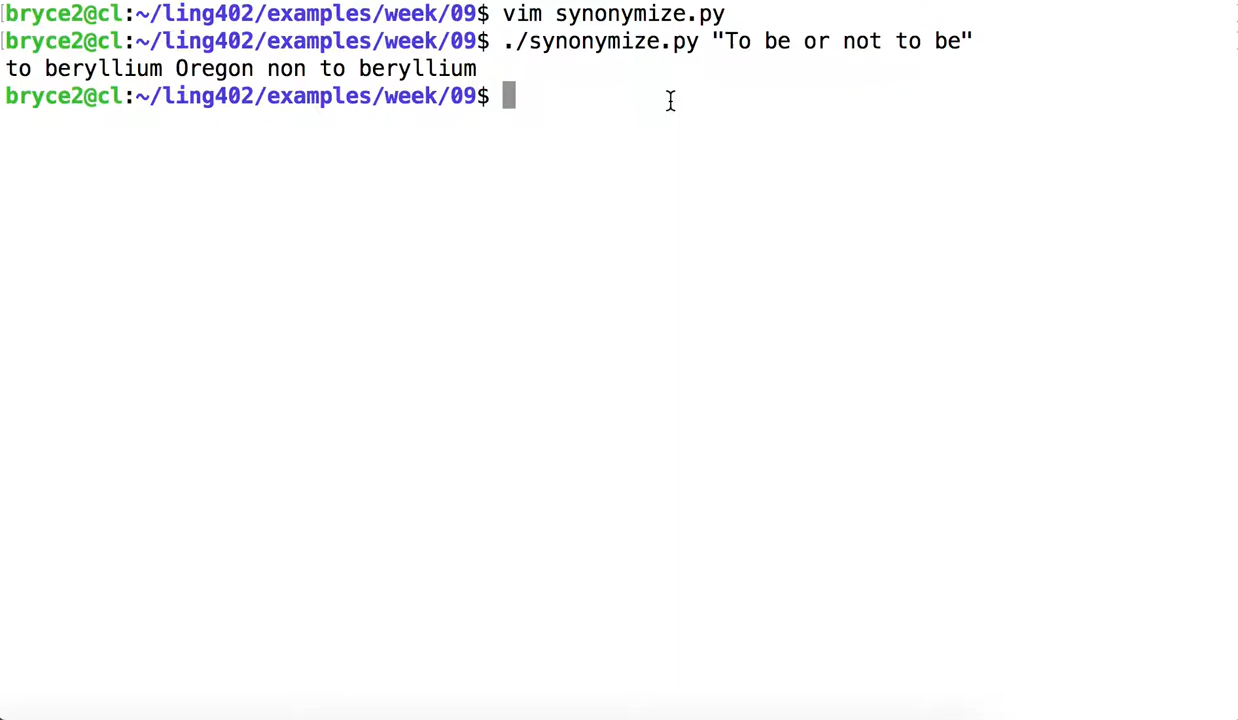 [bryce2@cl:~/ling402/examples/week/09$ vim synonymize.py
[bryce2@cl:~/ling402/examples/week/09$ ./synonymize.py "To be or not to be"
to beryllium Oregon non to beryllium
bryce2@cl:~/ling402/examples/week/09$